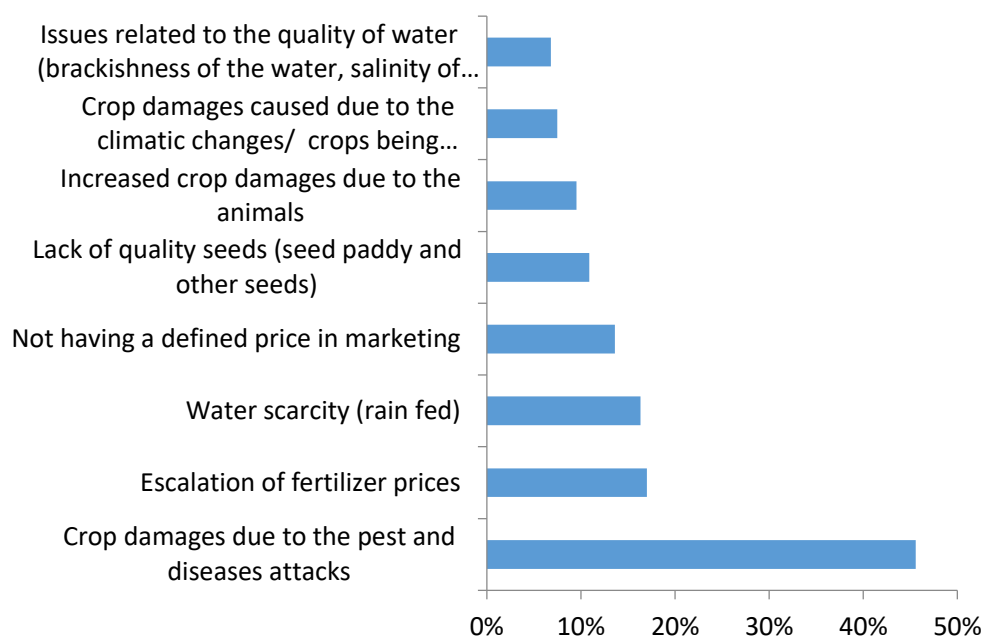 Issues related to the quality of water
(brackishness of the water, salinity of…
Crop damages caused due to the
climatic changes/ crops being…
Increased crop damages due to the
animals
Lack of quality seeds (seed paddy and
other seeds)
Not having a defined price in marketing
Water scarcity (rain fed)
Escalation of fertilizer prices
Crop damages due to the pest and
diseases attacks
0% 10% 20% 30% 40% 50%